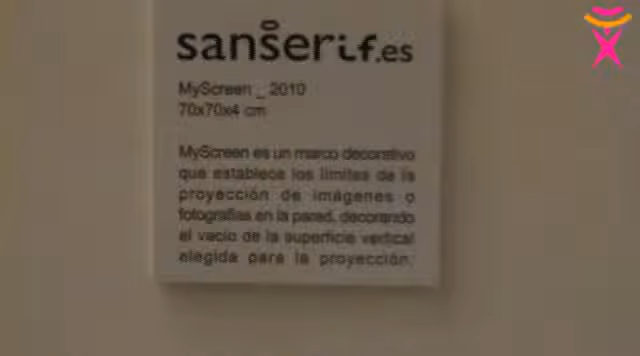 sanserif.es
MyScreen _ 2010
70x70x4 cm
MyScreen es un marco decorativo
que establece los límites de la
proyección de imágenes o
fotografías en la pared, decorando
el vacío de la superficie vertical
elegida para la proyección.